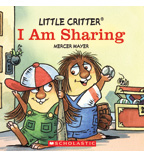 LITTLE CRITTER®
I Am Sharing
MERCER MAYER
SCHOLASTIC